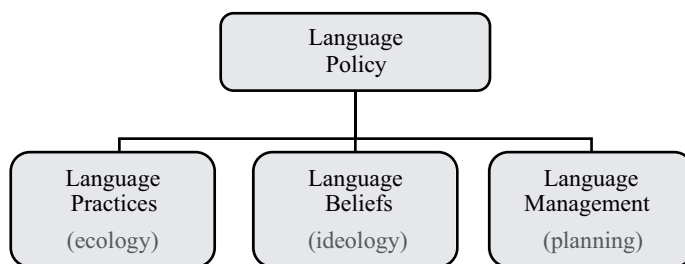 Language
Policy
Language
Practices
(ecology)
Language
Beliefs
(ideology)
Language
Management
(planning)